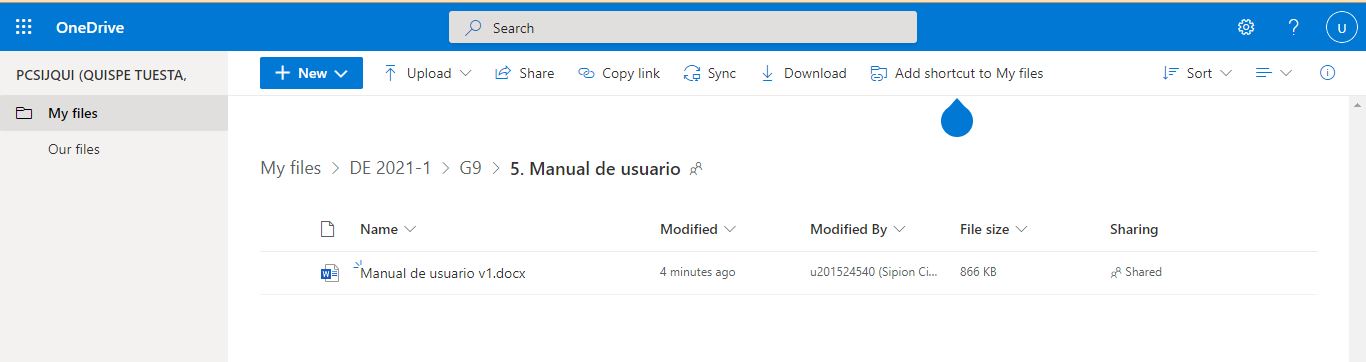 OneDrive Search ? U
PCSIJQUI (QUISPE TUESTA,
+ New Upload Share Copy link Sync Download Add shortcut to My files Sort
My files
Our files
My files > DE 2021-1 > G9 > 5. Manual de usuario
Name Modified Modified By File size Sharing
Manual de usuario v1.docx 4 minutes ago u201524540 (Sipion Ci... 866 KB Shared